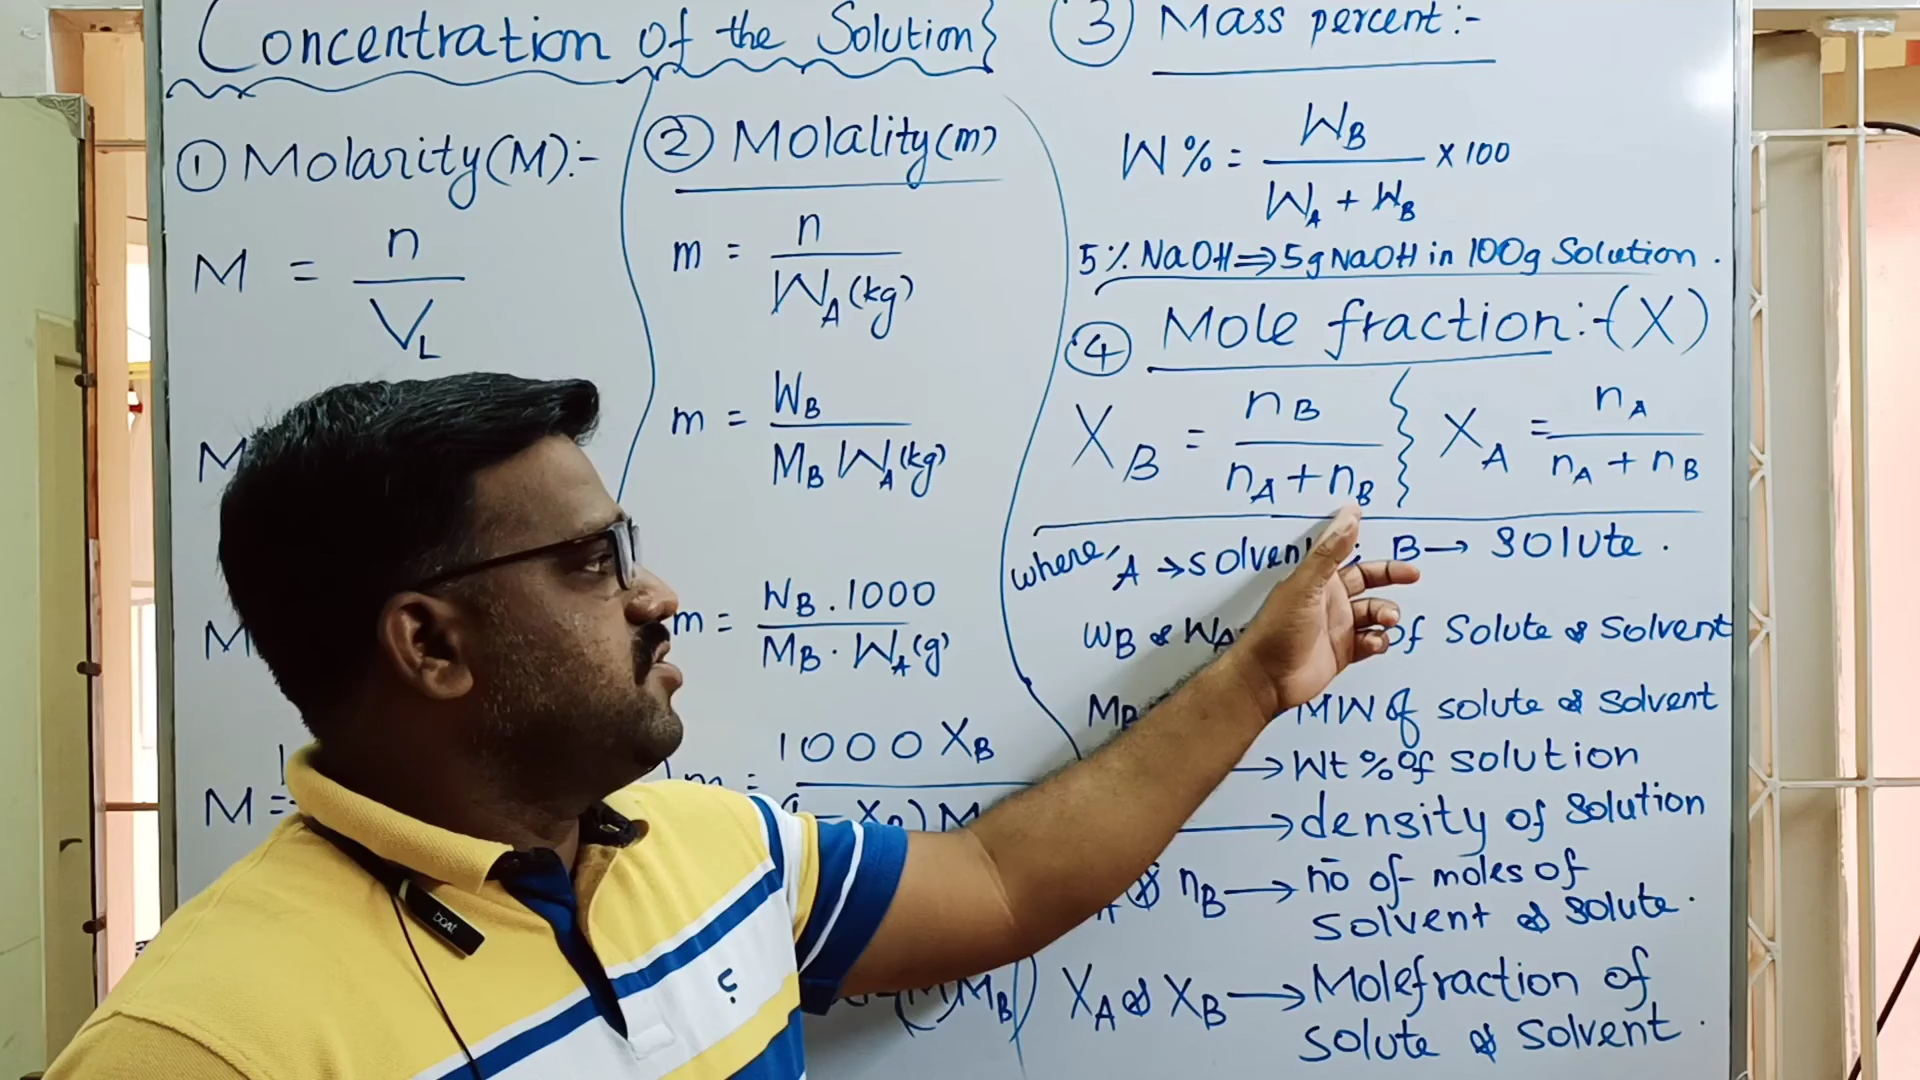 Concentration of the Solution}
① Molarity(M):-
M = n / V_L
M
M
M =
② Molality(m)
m = n / W_A(kg)
m = W_B / M_B W_A(kg)
m = W_B . 1000 / M_B . W_A(g)
m = 1000 X_B
M_B)
③ Mass percent:-
W% = W_B / W_A + W_B × 100
5% NaOH ⇒ 5g NaOH in 100g Solution.
④ Mole fraction:-(X)
X_B = n_B / n_A + n_B } X_A = n_A / n_A + n_B
where, A → solvent ; B → solute.
W_B & W_A of Solute & Solvent
M_B MW of solute & solvent
→ Wt % of solution
→ density of solution
& n_B → no of moles of
solvent & solute.
X_A & X_B → Molefraction of
solute & solvent.
boAt